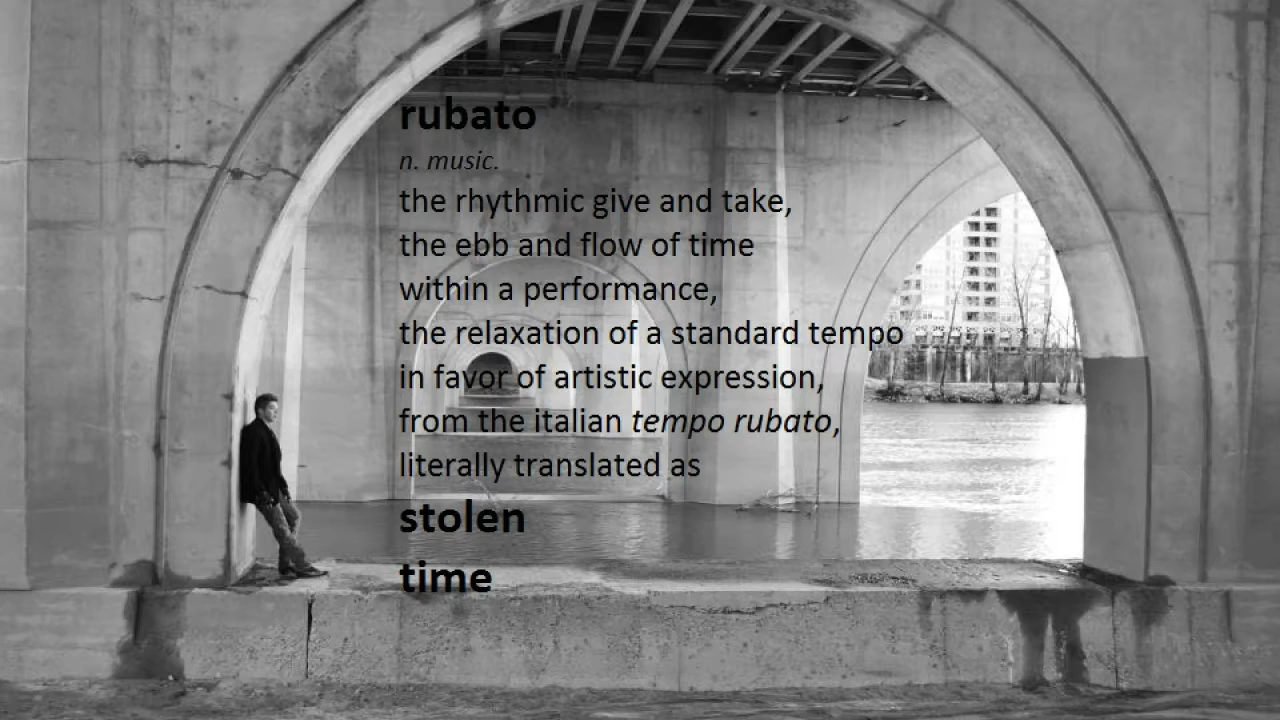 rubato
n. music.
the rhythmic give and take,
the ebb and flow of time
within a performance,
the relaxation of a standard tempo
in favor of artistic expression,
from the italian tempo rubato,
literally translated as
stolen
time